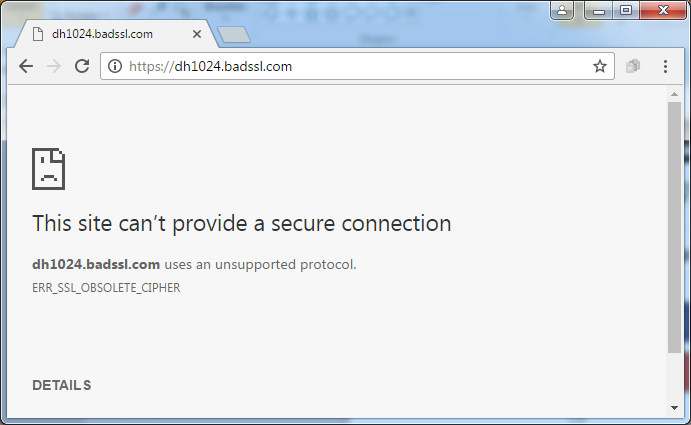 dh1024.badssl.com
https://dh1024.badssl.com
This site can't provide a secure connection
dh1024.badssl.com uses an unsupported protocol.
ERR_SSL_OBSOLETE_CIPHER
DETAILS